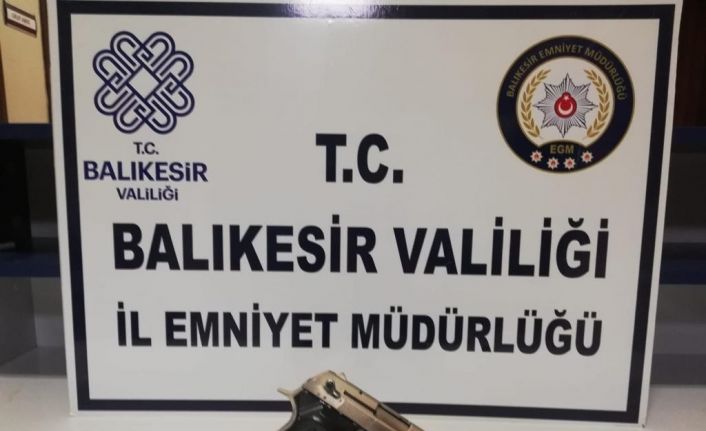 T.C.
BALIKESİR
VALİLİĞİ
BALIKESİR EMNİYET MÜDÜRLÜĞÜ
EGM
T.C.
BALIKESİR VALİLİĞİ
İL EMNİYET MÜDÜRLÜĞÜ